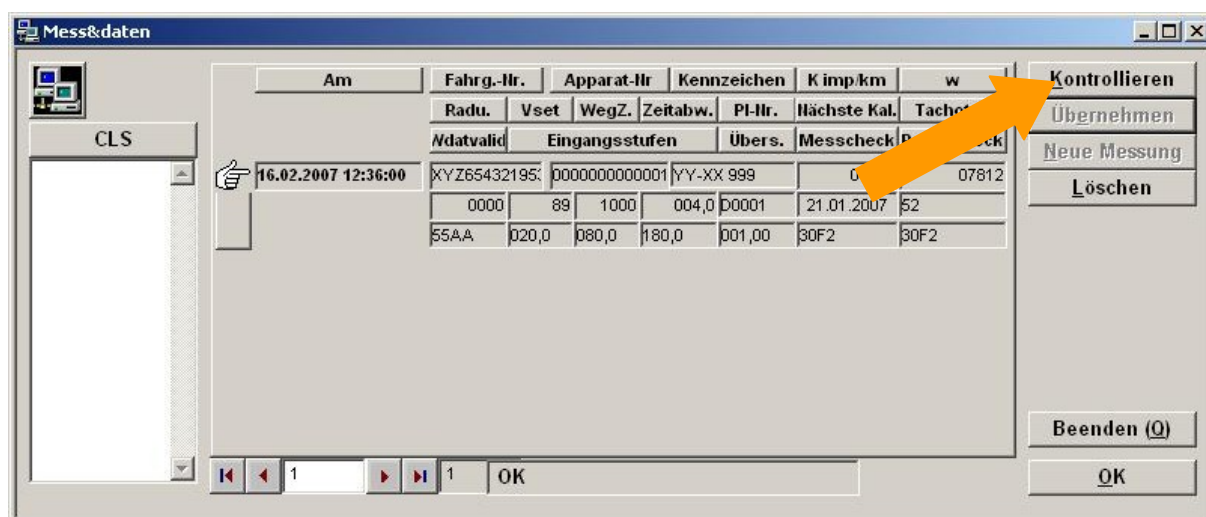 Mess&daten
Am Fahrg.-Nr. Apparat-Nr Kennzeichen K imp/km w Kontrollieren
Radu. Vset WegZ. Zeitabw. Pl-Nr. Nächste Kal. Übernehmen
CLS Wdatvalid Eingangsstufen Übers. Messcheck Neue Messung
16.02.2007 12:36:00 XYZ65432195 0000000000001 YY-XX 999 07812 Löschen
0000 89 1000 004,0 D0001 21.01.2007 52
55AA 020,0 080,0 180,0 001,00 30F2 30F2
Beenden (Q)
1 1 OK OK